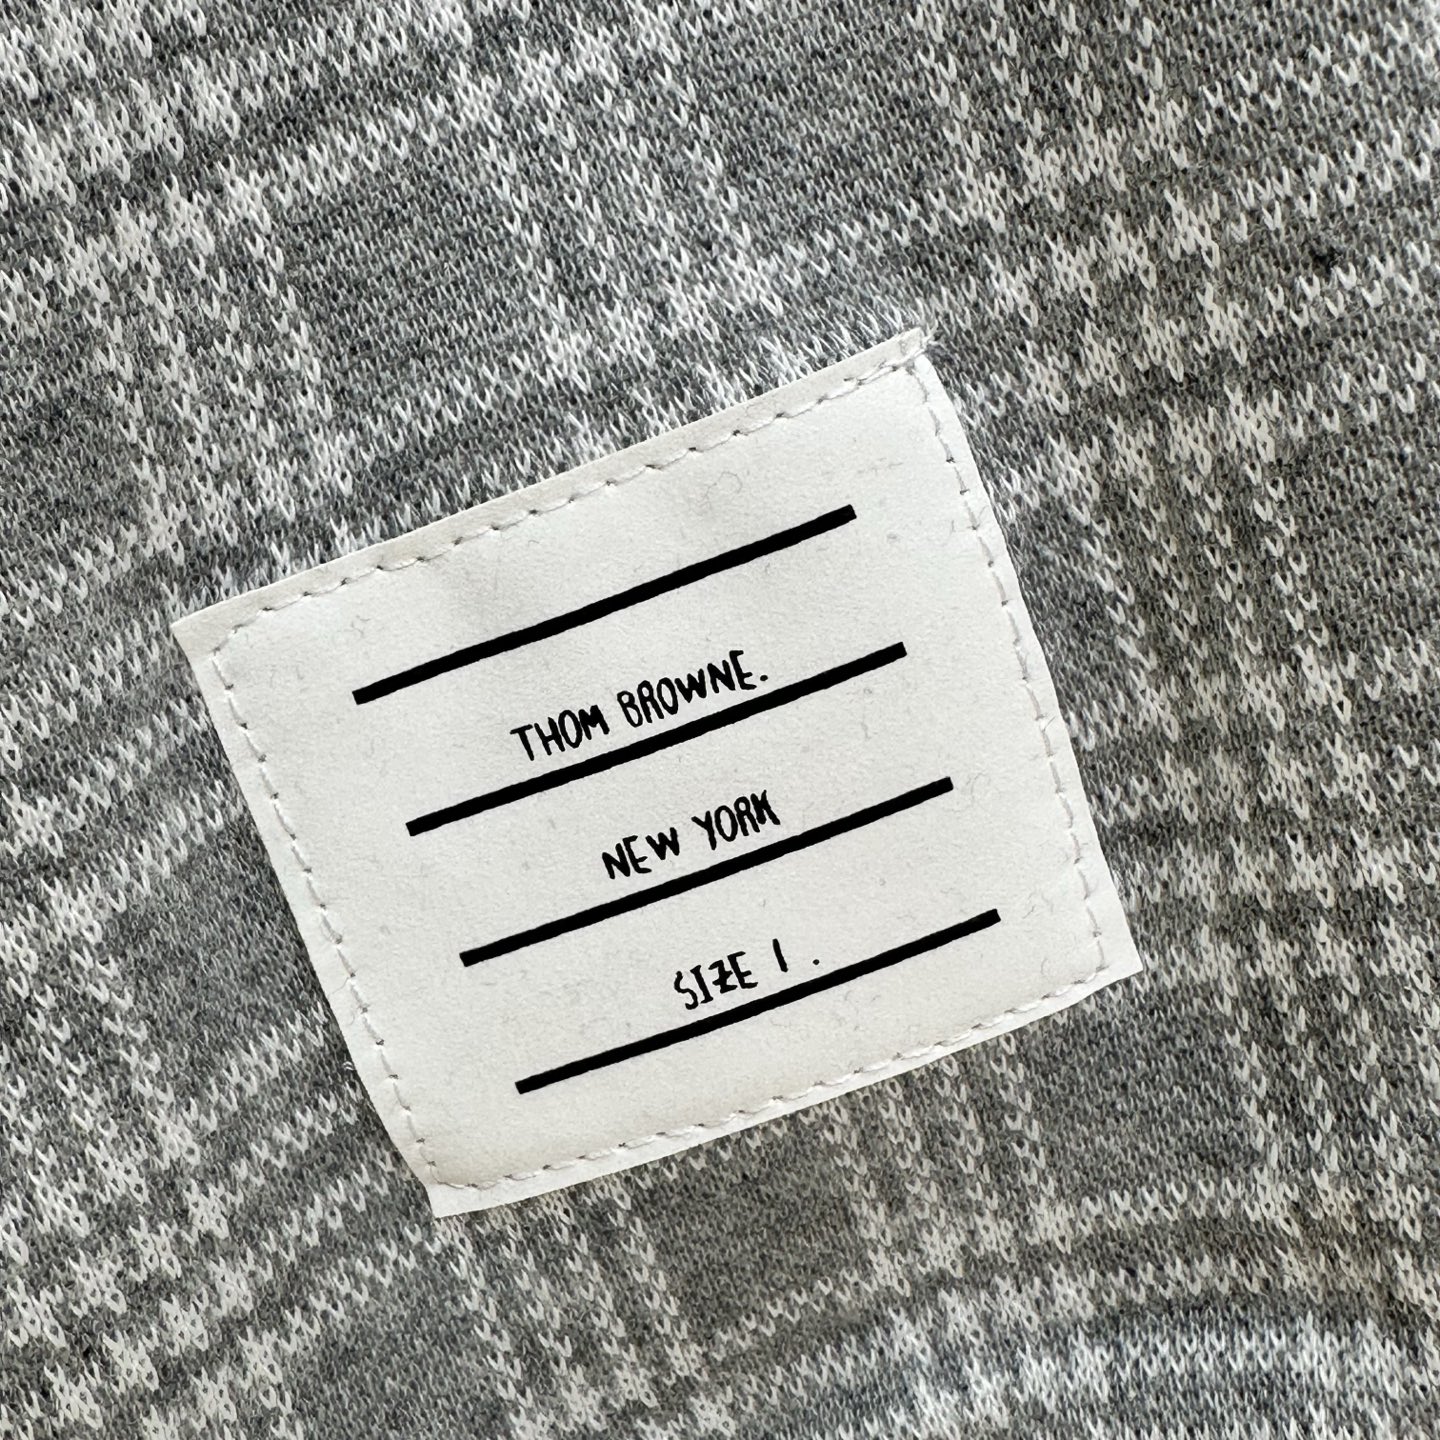 THOM BROWNE.
NEW YORK
SIZE 1 .